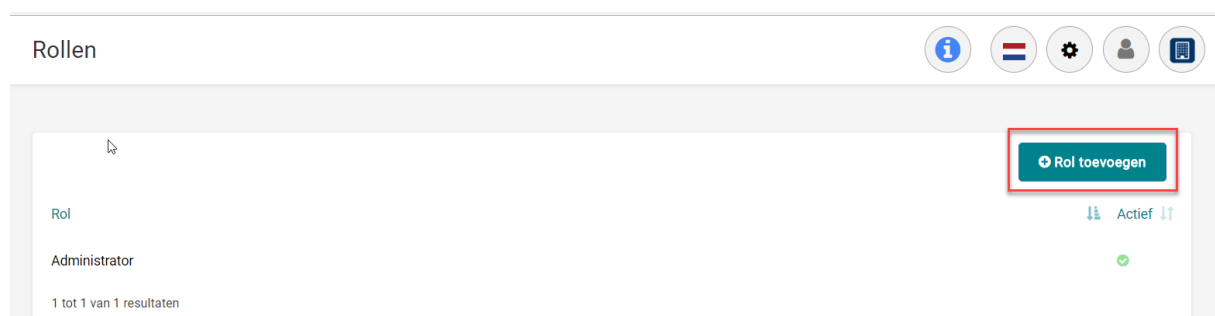 Rollen
Rol toevoegen
Rol Actief
Administrator
1 tot 1 van 1 resultaten